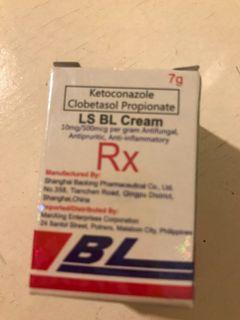 7g
Ketoconazole
Clobetasol Propionate
LS BL Cream
10mg/500mcg per gram Antifungal,
Antipruritic, Anti-inflammatory
Rx
Manufactured By:
Shanghai Baolong Pharmaceutical Co., Ltd.
No.358, Tianchen Road, Qingpu District,
Shanghai,China
Imported/Distributed By:
ManXing Enterprises Corporation
24 Santol Street, Potrero, Malabon City, Philippines
BL